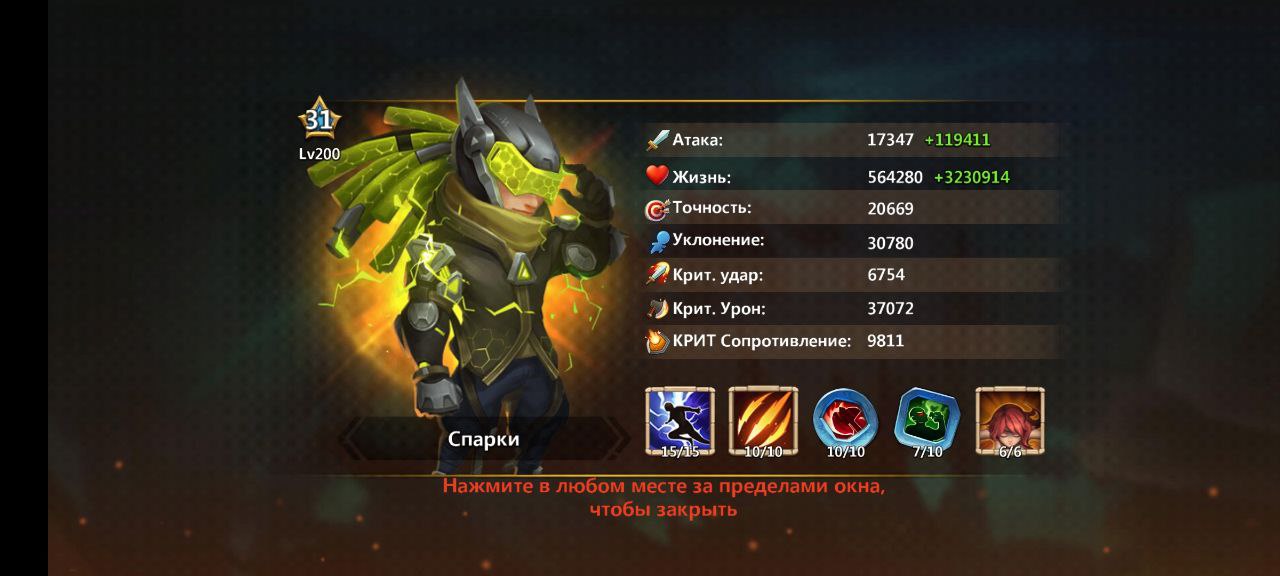 31
Lv200
Атака: 17347 +119411
Жизнь: 564280 +3230914
Точность: 20669
Уклонение: 30780
Крит. удар: 6754
Крит. Урон: 37072
КРИТ Сопротивление: 9811
Спарки
15/15 10/10 10/10 7/10 6/6
Нажмите в любом месте за пределами окна,
чтобы закрыть